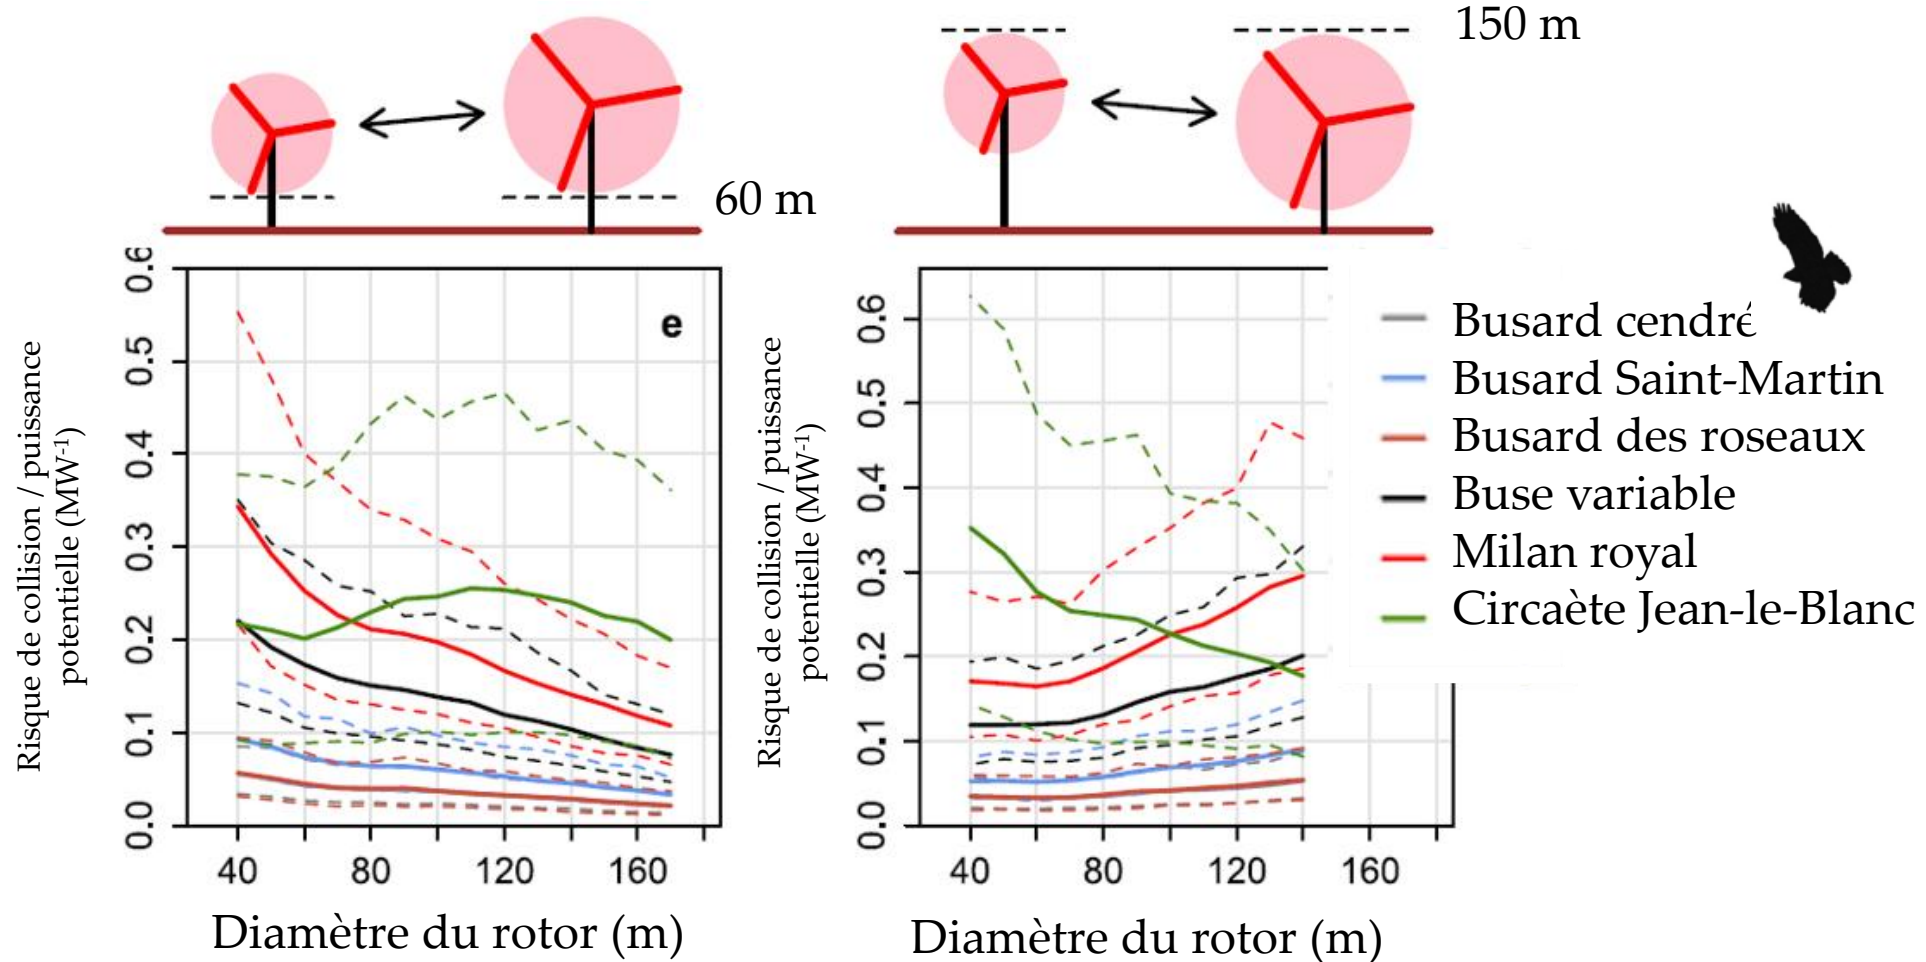 150 m
60 m
Risque de collision / puissance
potentielle (MW⁻¹)
0.6
0.5
0.4
0.3
0.2
0.1
0.0
e
40
80
120
160
Diamètre du rotor (m)
Risque de collision / puissance
potentielle (MW⁻¹)
0.6
0.5
0.4
0.3
0.2
0.1
0.0
40
80
120
160
Diamètre du rotor (m)
Busard cendré
Busard Saint-Martin
Busard des roseaux
Buse variable
Milan royal
Circaète Jean-le-Blanc